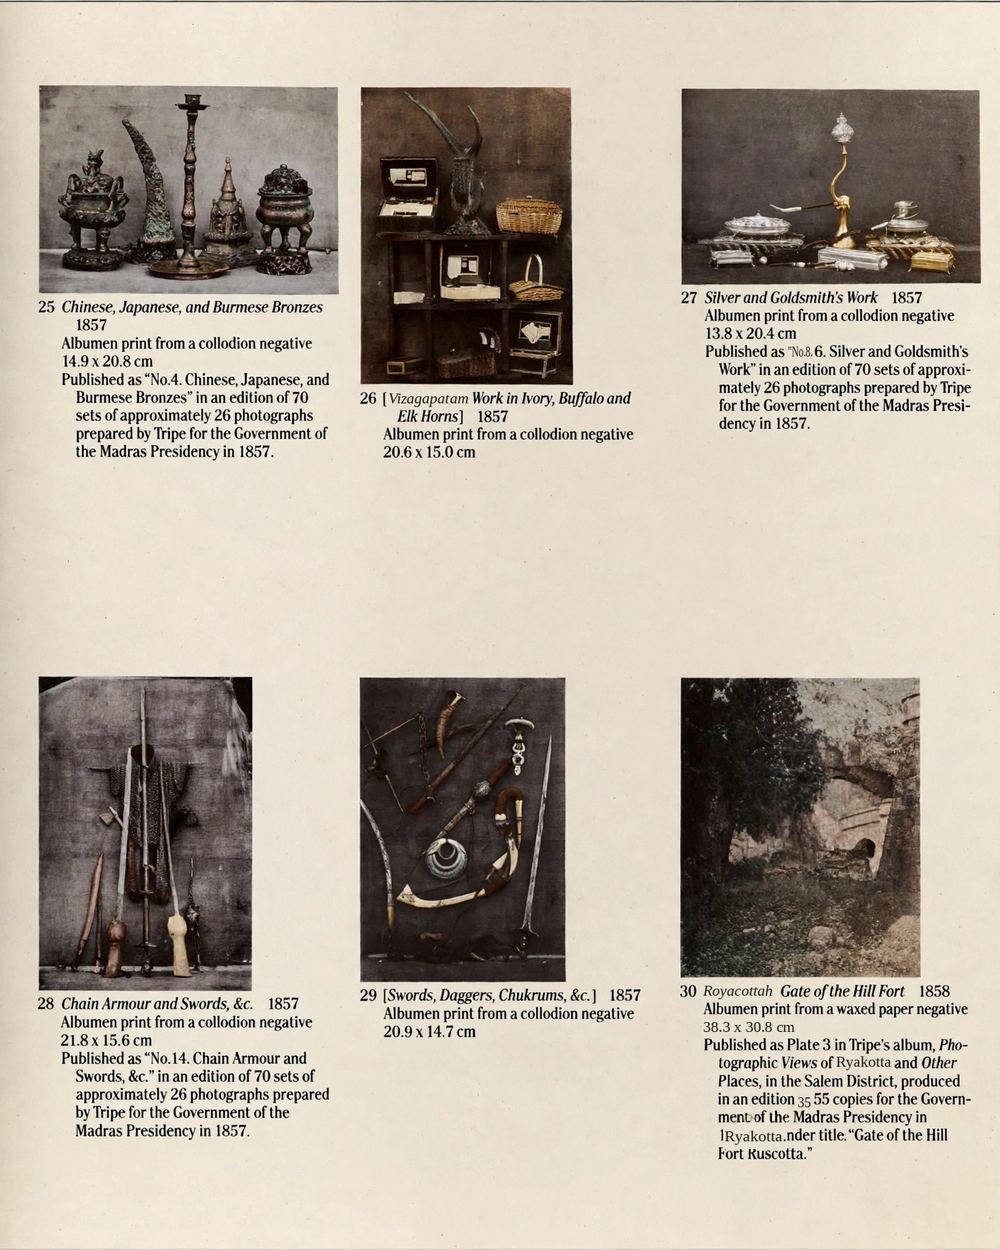 25 Chinese, Japanese, and Burmese Bronzes
1857
Albumen print from a collodion negative
14.9 x 20.8 cm
Published as “No.4. Chinese, Japanese, and
Burmese Bronzes” in an edition of 70
sets of approximately 26 photographs
prepared by Tripe for the Government of
the Madras Presidency in 1857.
26 [Vizagapatam Work in Ivory, Buffalo and
Elk Horns] 1857
Albumen print from a collodion negative
20.6 x 15.0 cm
27 Silver and Goldsmith's Work 1857
Albumen print from a collodion negative
13.8 x 20.4 cm
Published as "No.8. 6. Silver and Goldsmith's
Work” in an edition of 70 sets of approxi-
mately 26 photographs prepared by Tripe
for the Government of the Madras Presi-
dency in 1857.
28 Chain Armour and Swords, &c. 1857
Albumen print from a collodion negative
21.8 x 15.6 cm
Published as “No.14. Chain Armour and
Swords, &c.” in an edition of 70 sets of
approximately 26 photographs prepared
by Tripe for the Government of the
Madras Presidency in 1857.
29 [Swords, Daggers, Chukrums, &c.] 1857
Albumen print from a collodion negative
20.9 x 14.7 cm
30 Royacottah Gate of the Hill Fort 1858
Albumen print from a waxed paper negative
38.3 x 30.8 cm
Published as Plate 3 in Tripe's album, Pho-
tographic Views of Ryakotta and Other
Places, in the Salem District, produced
in an edition 35 55 copies for the Govern-
ment of the Madras Presidency in
Ryakotta.nder title. “Gate of the Hill
Fort Ruscotta.”